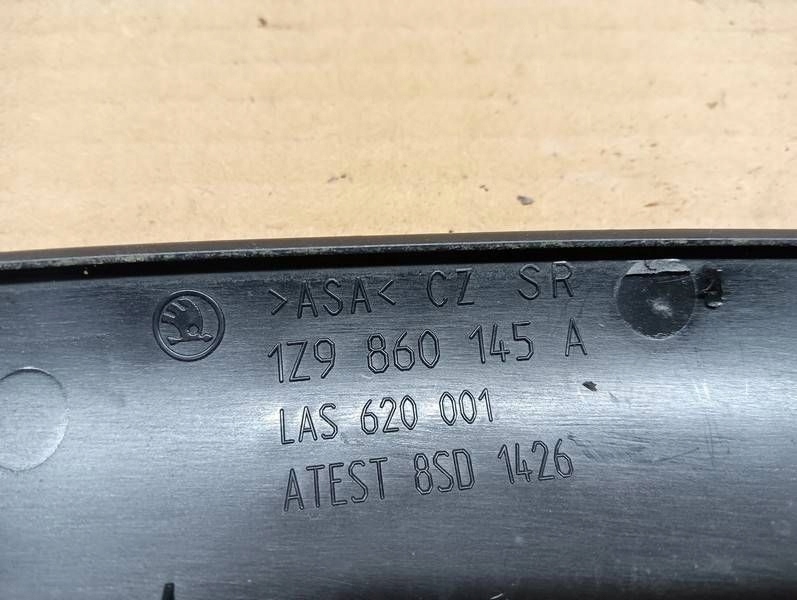 >ASA< CZ SR
1Z9 860 145 A
LAS 620 001
ATEST 8SD 1426